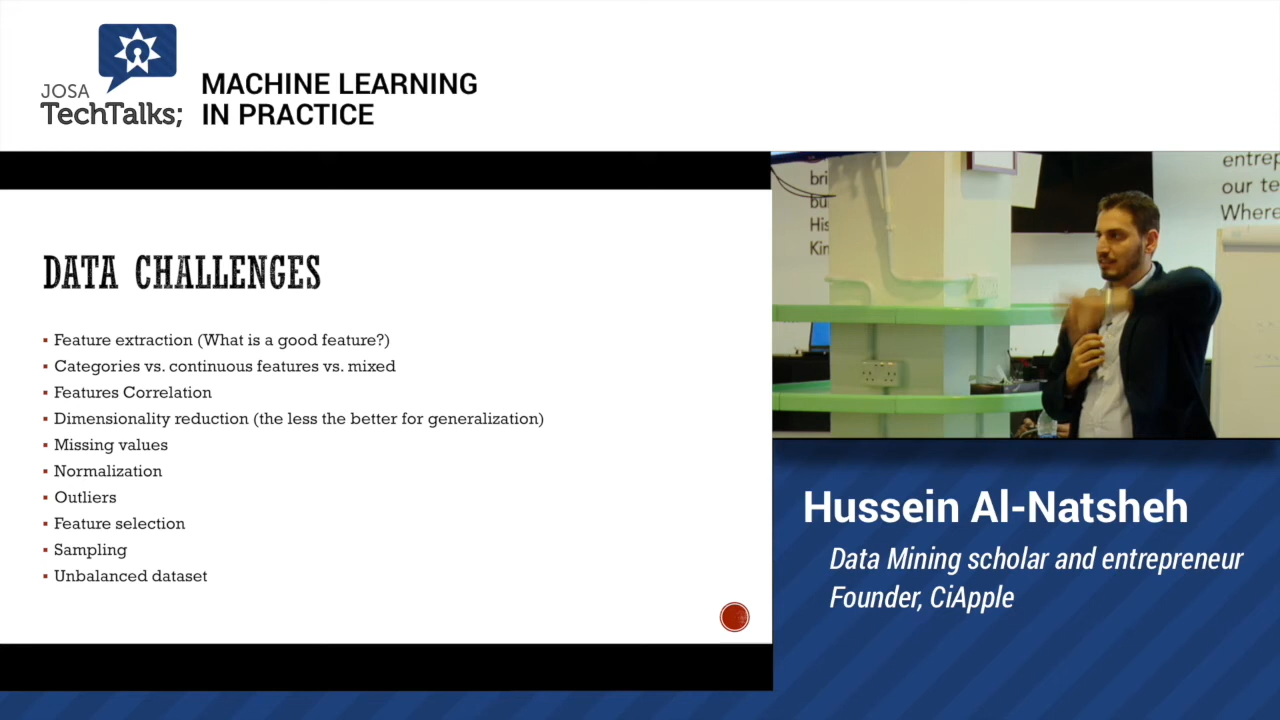 JOSA
TechTalks;
MACHINE LEARNING
IN PRACTICE
DATA CHALLENGES
▪ Feature extraction (What is a good feature?)
▪ Categories vs. continuous features vs. mixed
▪ Features Correlation
▪ Dimensionality reduction (the less the better for generalization)
▪ Missing values
▪ Normalization
▪ Outliers
▪ Feature selection
▪ Sampling
▪ Unbalanced dataset
bri
bu
His
Kin
entrep
our te
Where
Hussein Al-Natsheh
Data Mining scholar and entrepreneur
Founder, CiApple